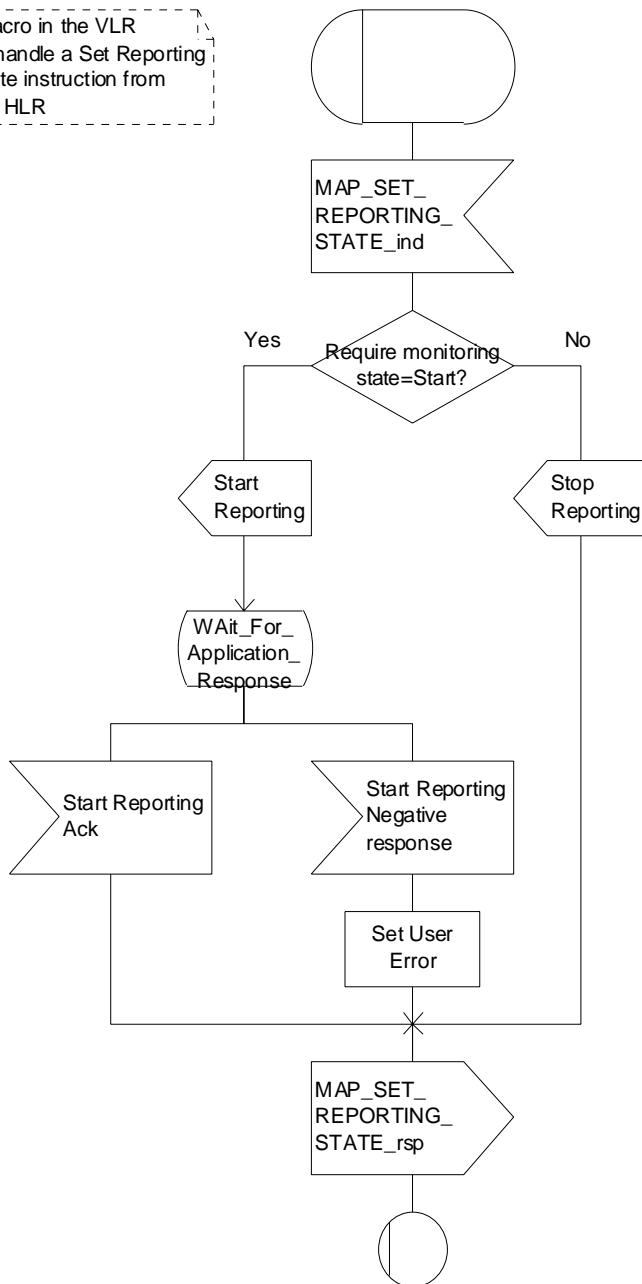 acro in the VLR
handle a Set Reporting
te instruction from
HLR
MAP_SET_
REPORTING_
STATE_ind
Yes
Require monitoring
state=Start?
No
Start
Reporting
Stop
Reporting
WAit_For_
Application_
Response
Start Reporting
Ack
Start Reporting
Negative
response
Set User
Error
MAP_SET_
REPORTING_
STATE_rsp